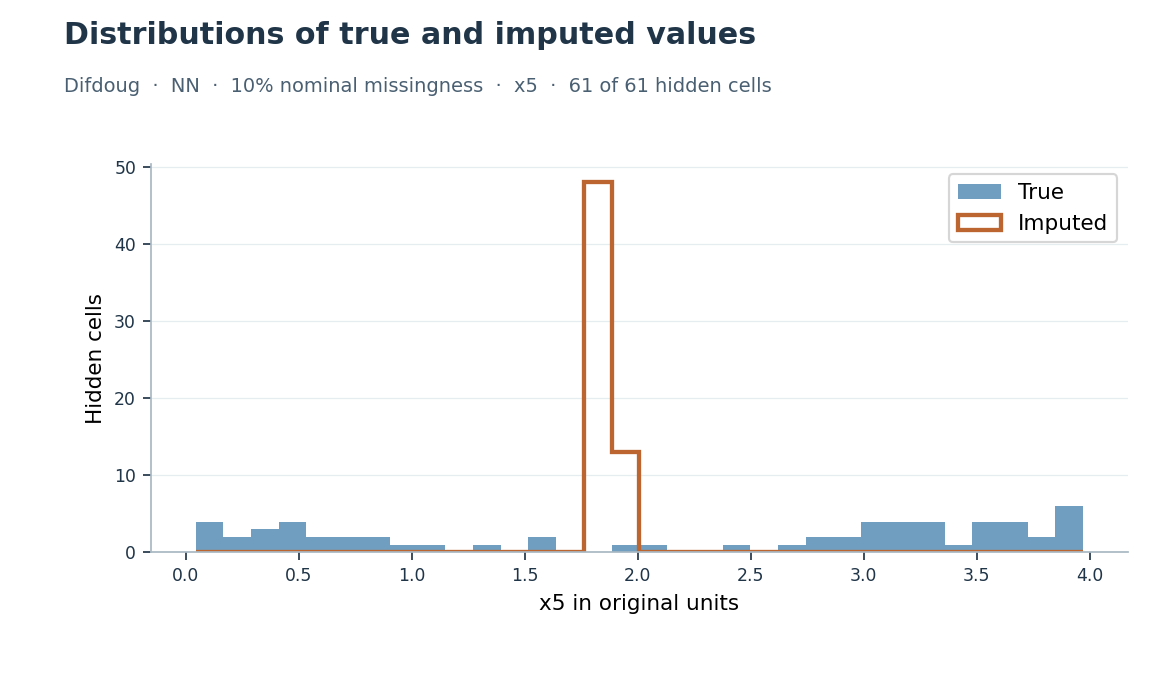 Distributions of true and imputed values
Difdoug · NN · 10% nominal missingness · x5 · 61 of 61 hidden cells
50
40
30
20
10
0
Hidden cells
True
Imputed
0.0 0.5 1.0 1.5 2.0 2.5 3.0 3.5 4.0
x5 in original units